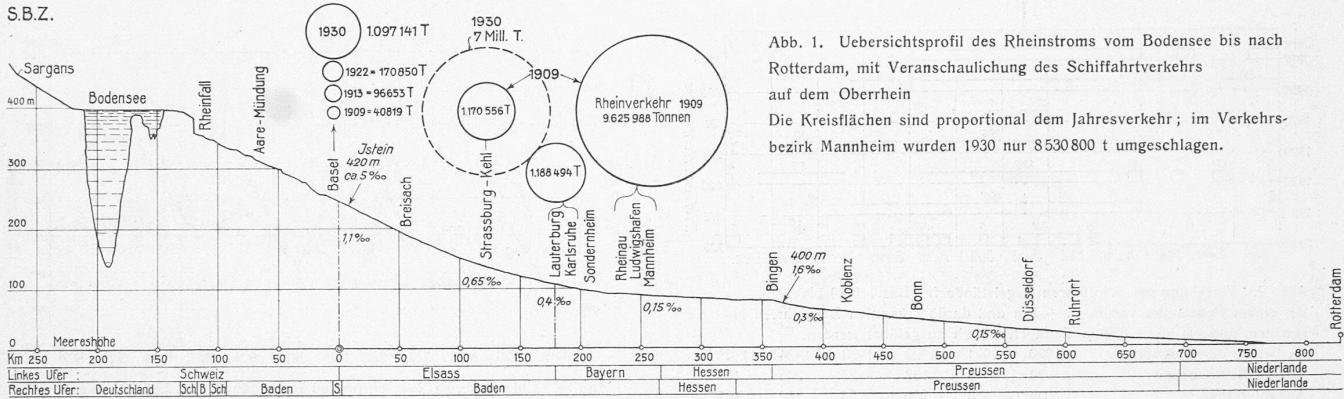 S.B.Z.
1930
1.097 141 T
1922 = 170850 T
1913 = 96653 T
1909 = 40819 T
1930
7 Mill. T.
1909
1.170 556 T
1.188 494 T
Rheinverkehr 1909
9.625 988 Tonnen
Abb. 1. Uebersichtsprofil des Rheinstroms vom Bodensee bis nach
Rotterdam, mit Veranschaulichung des Schiffahrtverkehrs
auf dem Oberrhein
Die Kreisflächen sind proportional dem Jahresverkehr; im Verkehrs-
bezirk Mannheim wurden 1930 nur 8530800 t umgeschlagen.
Sargans
Bodensee
Rheinfall
Aare-Mündung
Basel
Jstein
420 m
ca. 5 ‰
Breisach
Strassburg - Kehl
Lauterburg
Karlsruhe
Sondernheim
Rheinau
Ludwigshafen
Mannheim
Bingen
400 m
1,6 ‰
Koblenz
Bonn
Düsseldorf
Ruhrort
Rotterdam
400 m
300
200
100
0
1,1 ‰
0,65 ‰
0,4 ‰
0,15 ‰
0,3 ‰
0,15 ‰
Meereshöhe
Km 250 200 150 100 50 0 50 100 150 200 250 300 350 400 450 500 550 600 700 800
Linkes Ufer : Schweiz Elsass Bayern Hessen Preussen Niederlande
Rechtes Ufer: Deutschland Sch B Sch Baden S Baden Hessen Preussen Niederlande